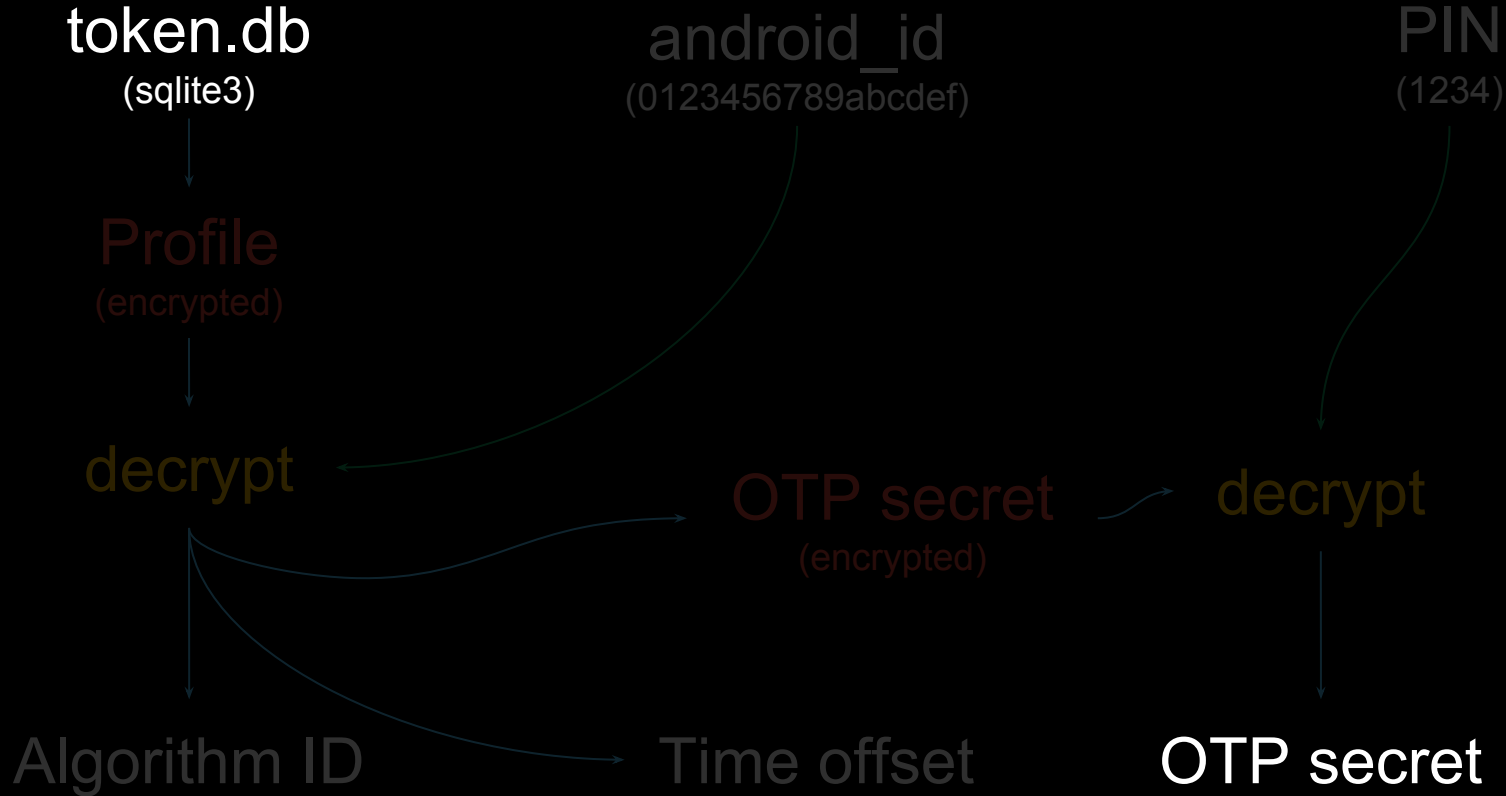 token.db
(sqlite3)
android_id
(0123456789abcdef)
PIN
(1234)
Profile
(encrypted)
decrypt
OTP secret
(encrypted)
decrypt
Algorithm ID
Time offset
OTP secret